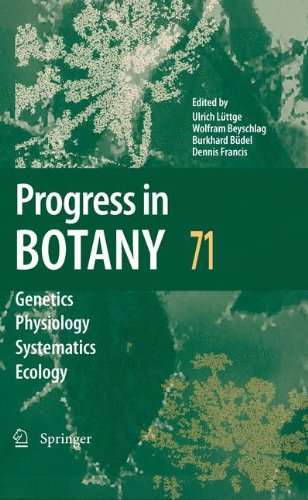 Edited by
Ulrich Lüttge
Wolfram Beyschlag
Burkhard Büdel
Dennis Francis
Progress in
BOTANY 71
Genetics
Physiology
Systematics
Ecology
Springer